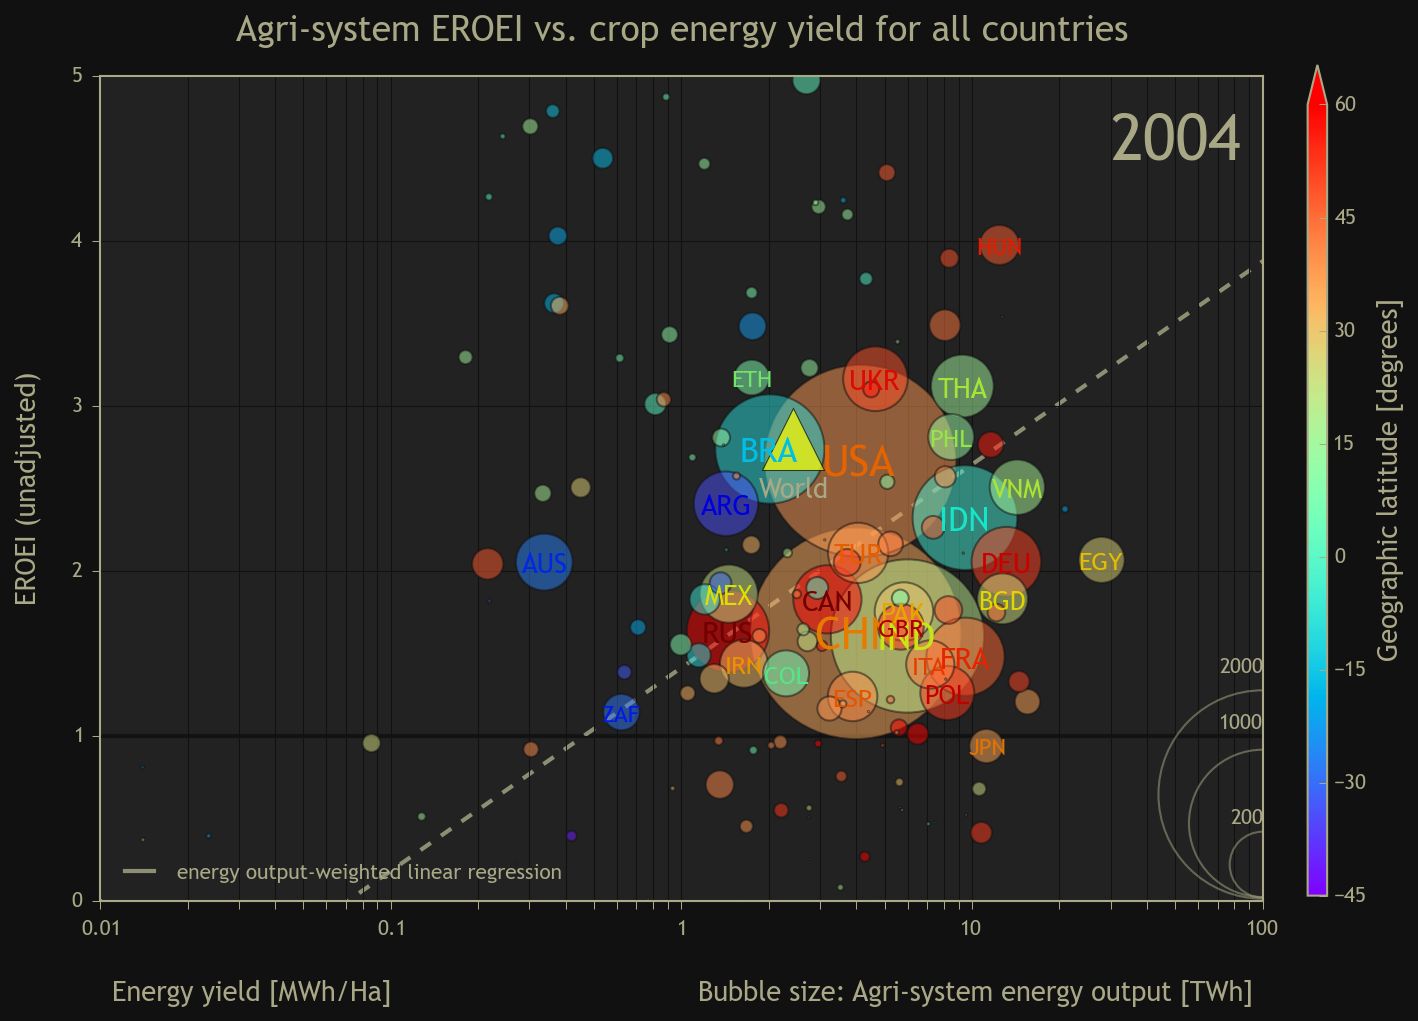 Agri-system EROEI vs. crop energy yield for all countries
2004
EROEI (unadjusted)
5
4
3
2
1
0
HUN
UKR
ETH
THA
BRA
USA
PHL
World
ARG
VNM
IDN
AUS
TUR
DEU
EGY
MEX
CAN
PAK
BGD
RUS
CHN
GBR
IND
IRN
COL
ITA
FRA
ESR
POL
ZAF
JPN
2000
1000
200
energy output-weighted linear regression
0.01
0.1
1
10
100
Energy yield [MWh/Ha]
Bubble size: Agri-system energy output [TWh]
60
45
30
15
0
−15
−30
−45
Geographic latitude [degrees]